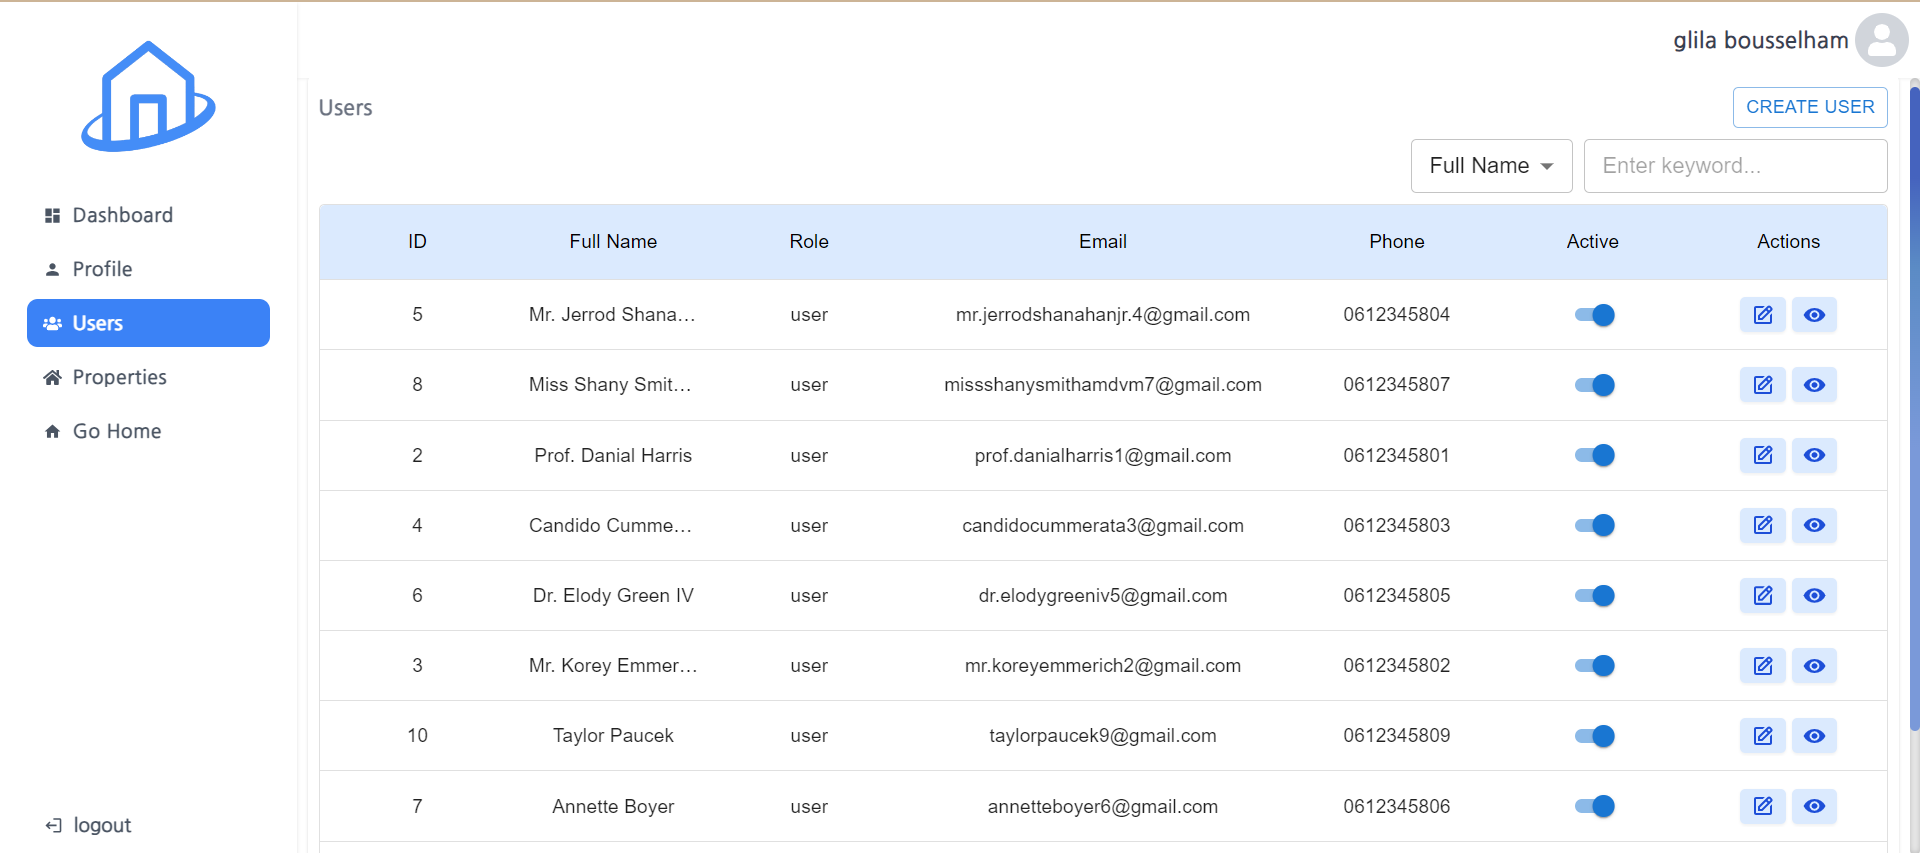 glila bousselham
Dashboard
Profile
Users
Properties
Go Home
logout
Users
CREATE USER
Full Name
Enter keyword...
ID Full Name Role Email Phone Active Actions
5 Mr. Jerrod Shana... user mr.jerrodshanahanjr.4@gmail.com 0612345804
8 Miss Shany Smit... user missshanysmithamdvm7@gmail.com 0612345807
2 Prof. Danial Harris user prof.danialharris1@gmail.com 0612345801
4 Candido Cumme... user candidocummerata3@gmail.com 0612345803
6 Dr. Elody Green IV user dr.elodygreeniv5@gmail.com 0612345805
3 Mr. Korey Emmer... user mr.koreyemmerich2@gmail.com 0612345802
10 Taylor Paucek user taylorpaucek9@gmail.com 0612345809
7 Annette Boyer user annetteboyer6@gmail.com 0612345806